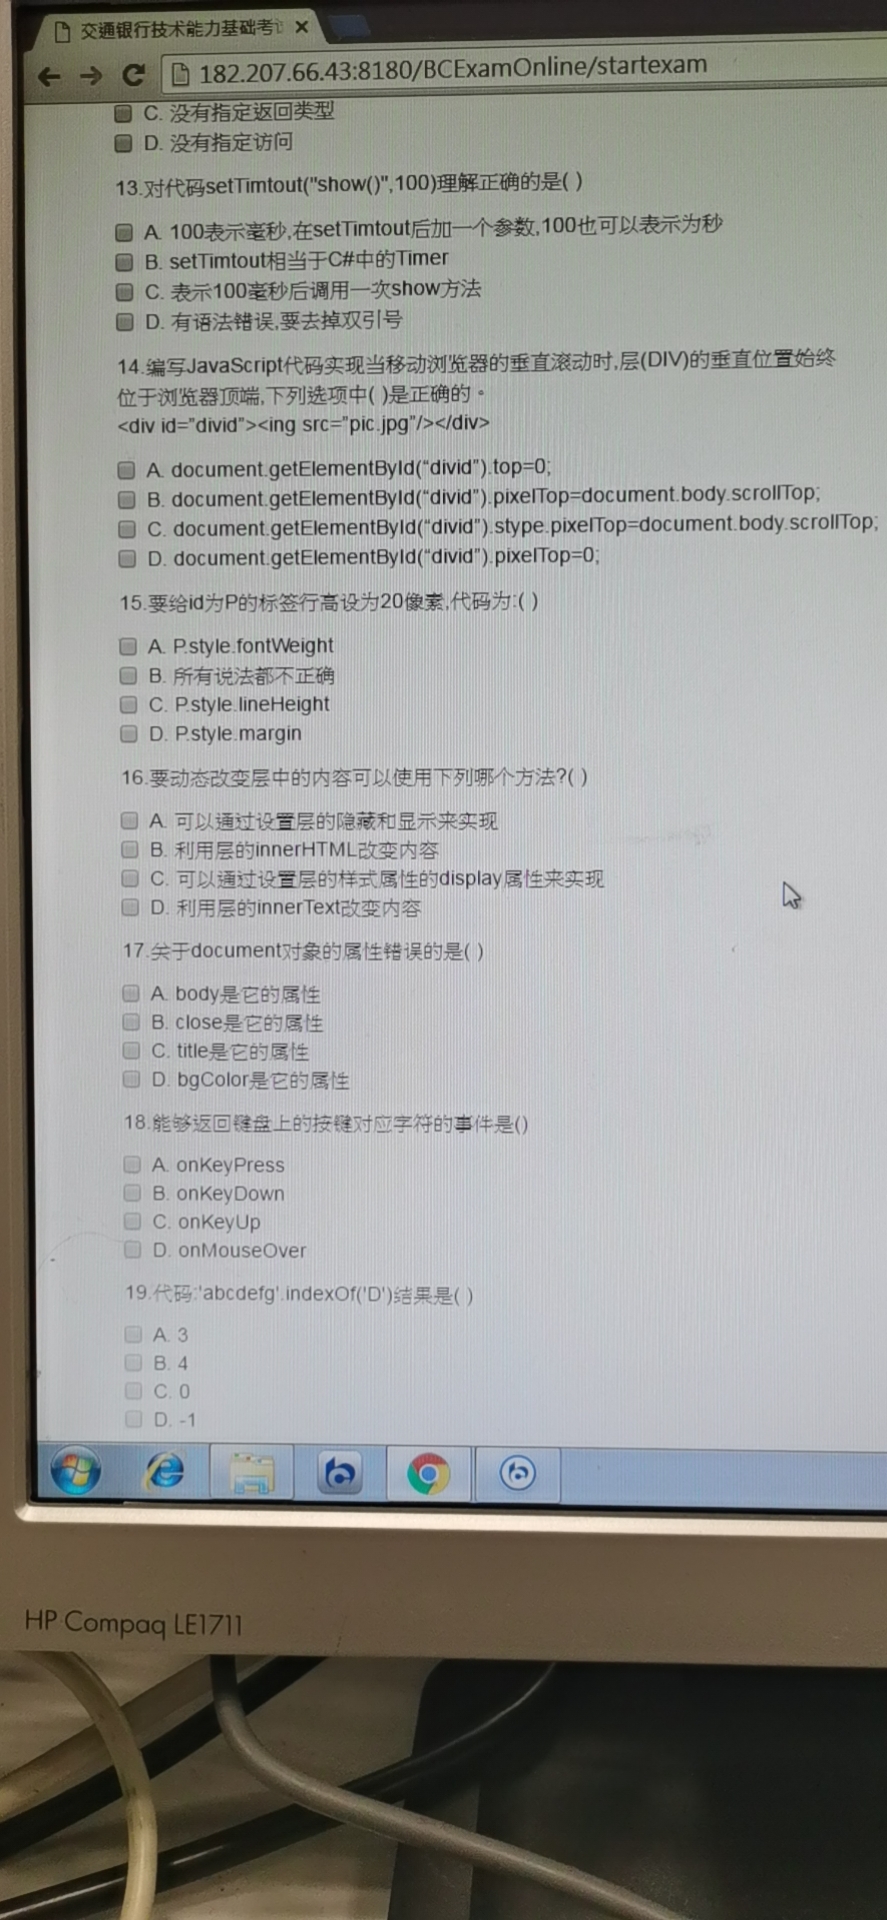 交通银行技术能力基础考
182.207.66.43:8180/BCExamOnline/startexam
C. 没有指定返回类型
D. 没有指定访问
13.对代码setTimtout("show()",100)理解正确的是( )
A. 100表示毫秒,在setTimtout后加一个参数,100也可以表示为秒
B. setTimtout相当于C#中的Timer
C. 表示100毫秒后调用一次show方法
D. 有语法错误,要去掉双引号
14.编写JavaScript代码实现当移动浏览器的垂直滚动时,层(DIV)的垂直位置始终
位于浏览器顶端,下列选项中( )是正确的。
<div id="divid"><ing src="pic.jpg"/></div>
A. document.getElementById("divid").top=0;
B. document.getElementById("divid").pixelTop=document.body.scrollTop;
C. document.getElementById("divid").stype.pixelTop=document.body.scrollTop;
D. document.getElementById("divid").pixelTop=0;
15.要给id为P的标签行高设为20像素,代码为:( )
A. P.style.fontWeight
B. 所有说法都不正确
C. P.style.lineHeight
D. P.style.margin
16.要动态改变层中的内容可以使用下列哪个方法?( )
A. 可以通过设置层的隐藏和显示来实现
B. 利用层的innerHTML改变内容
C. 可以通过设置层的样式属性的display属性来实现
D. 利用层的innerText改变内容
17.关于document对象的属性错误的是( )
A. body是它的属性
B. close是它的属性
C. title是它的属性
D. bgColor是它的属性
18.能够返回键盘上的按键对应字符的事件是()
A. onKeyPress
B. onKeyDown
C. onKeyUp
D. onMouseOver
19.代码:'abcdefg'.indexOf('D')结果是( )
A. 3
B. 4
C. 0
D. -1
HP Compaq LE1711